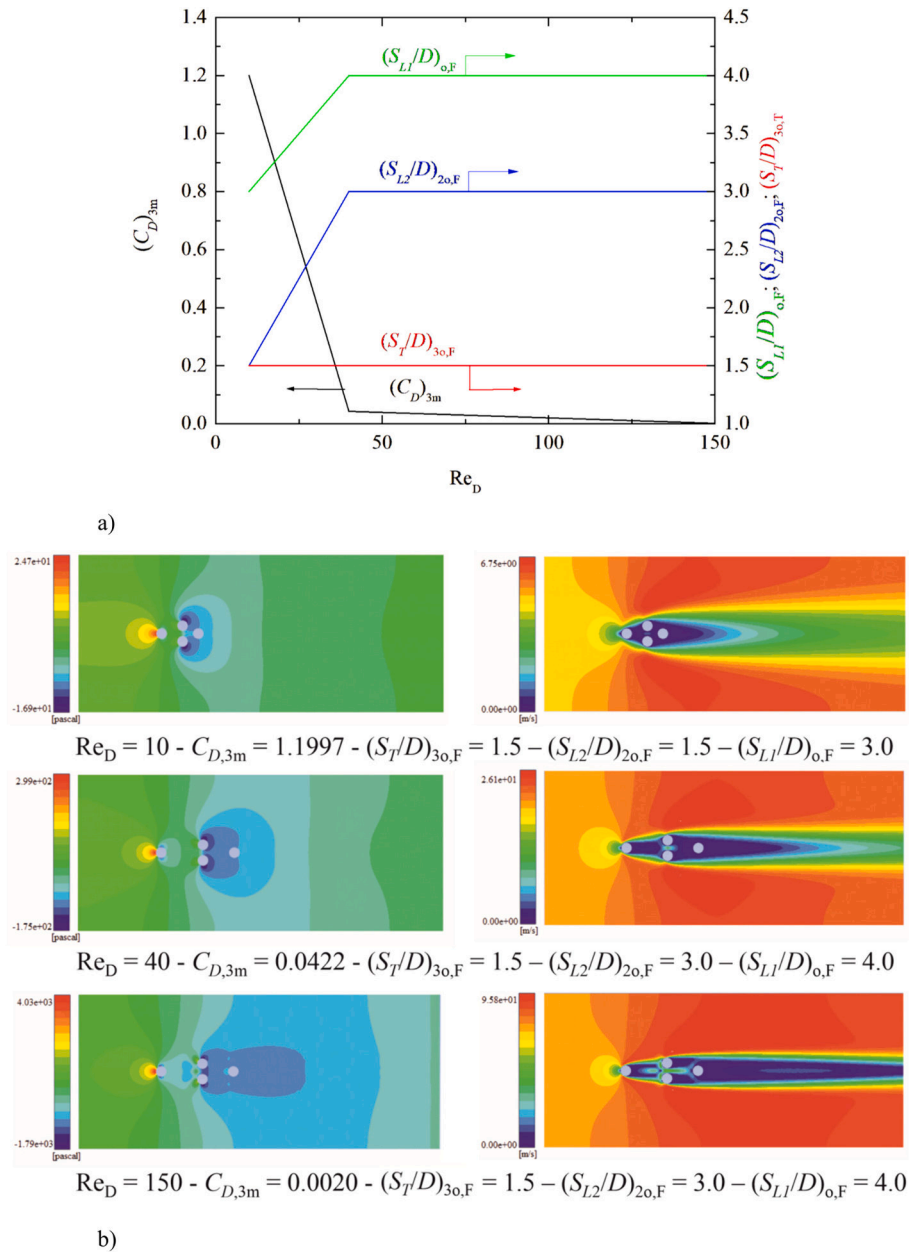 1.4
1.2
1.0
0.8
0.6
0.4
0.2
0.0
(C_D)_3m
4.5
4.0
3.5
3.0
2.5
2.0
1.5
1.0
(S_L1/D)_o,F; (S_L2/D)_2o,F; (S_T/D)_3o,T
(S_L1/D)_o,F
(S_L2/D)_2o,F
(S_T/D)_3o,F
(C_D)_3m
0 50 100 150
Re_D
a)
2.47e+01
-1.69e+01
[pascal]
6.75e+00
0.00e+00
[m/s]
Re_D = 10 - C_D,3m = 1.1997 - (S_T/D)_3o,F = 1.5 – (S_L2/D)_2o,F = 1.5 – (S_L1/D)_o,F = 3.0
2.99e+02
-1.75e+02
[pascal]
2.61e+01
0.00e+00
[m/s]
Re_D = 40 - C_D,3m = 0.0422 - (S_T/D)_3o,F = 1.5 – (S_L2/D)_2o,F = 3.0 – (S_L1/D)_o,F = 4.0
4.03e+03
-1.79e+03
[pascal]
9.58e+01
0.00e+00
[m/s]
Re_D = 150 - C_D,3m = 0.0020 - (S_T/D)_3o,F = 1.5 – (S_L2/D)_2o,F = 3.0 – (S_L1/D)_o,F = 4.0
b)